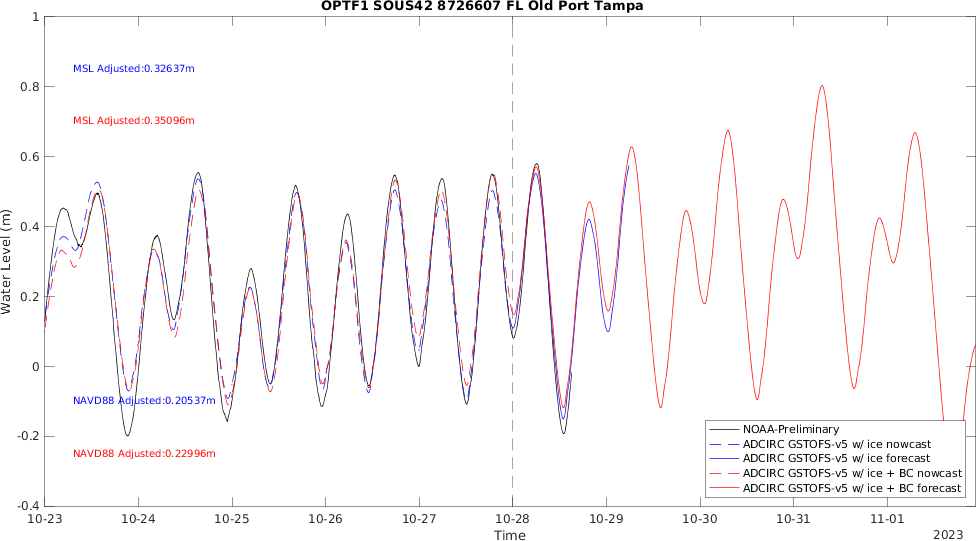 OPTF1 SOUS42 8726607 FL Old Port Tampa
MSL Adjusted:0.32637m
MSL Adjusted:0.35096m
NAVD88 Adjusted:0.20537m
NAVD88 Adjusted:0.22996m
Water Level (m)
1
0.8
0.6
0.4
0.2
0
-0.2
-0.4
10-23 10-24 10-25 10-26 10-27 10-28 10-29 10-30 10-31 11-01
Time
2023
NOAA-Preliminary
ADCIRC GSTOFS-v5 w/ ice nowcast
ADCIRC GSTOFS-v5 w/ ice forecast
ADCIRC GSTOFS-v5 w/ ice + BC nowcast
ADCIRC GSTOFS-v5 w/ ice + BC forecast